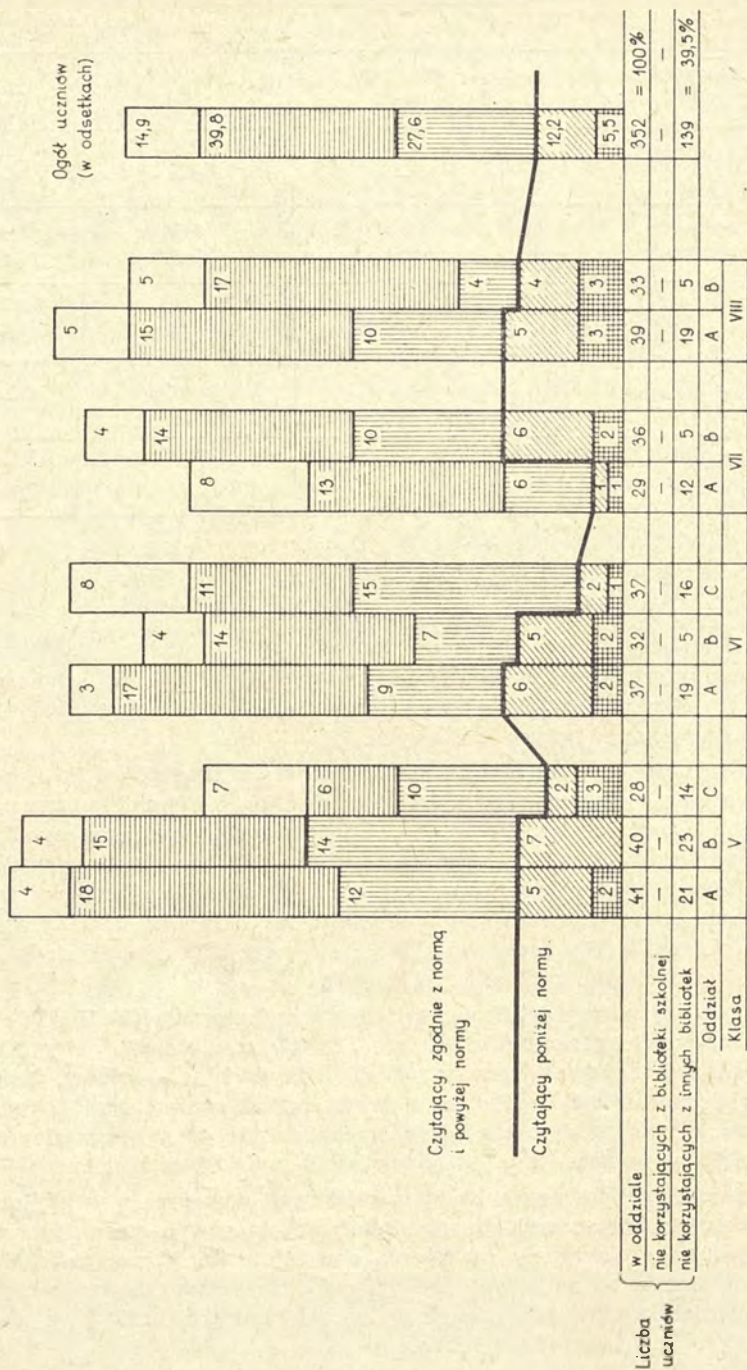 Ogół uczniów
(w odsetkach)
4 4 7 3 4 8 8 4 5 5 14,9
18 15 6 17 14 11 13 14 15 17 39,8
12 14 10 9 7 15 6 10 10 4 27,6
Czytający zgodnie z normą
i powyżej normy
Czytający poniżej normy
5 7 2 6 5 2 1 6 5 4 12,2
2 3 2 2 1 1 2 3 3 5,5
Liczba
uczniów
w oddziale 41 40 28 37 32 37 29 36 39 33 352 = 100%
nie korzystających z biblioteki szkolnej – – – – – – – – – – – –
nie korzystających z innych bibliotek 21 23 14 19 5 16 12 5 19 5 139 = 39,5%
Oddział A B C A B C A B A B
Klasa V VI VII VIII